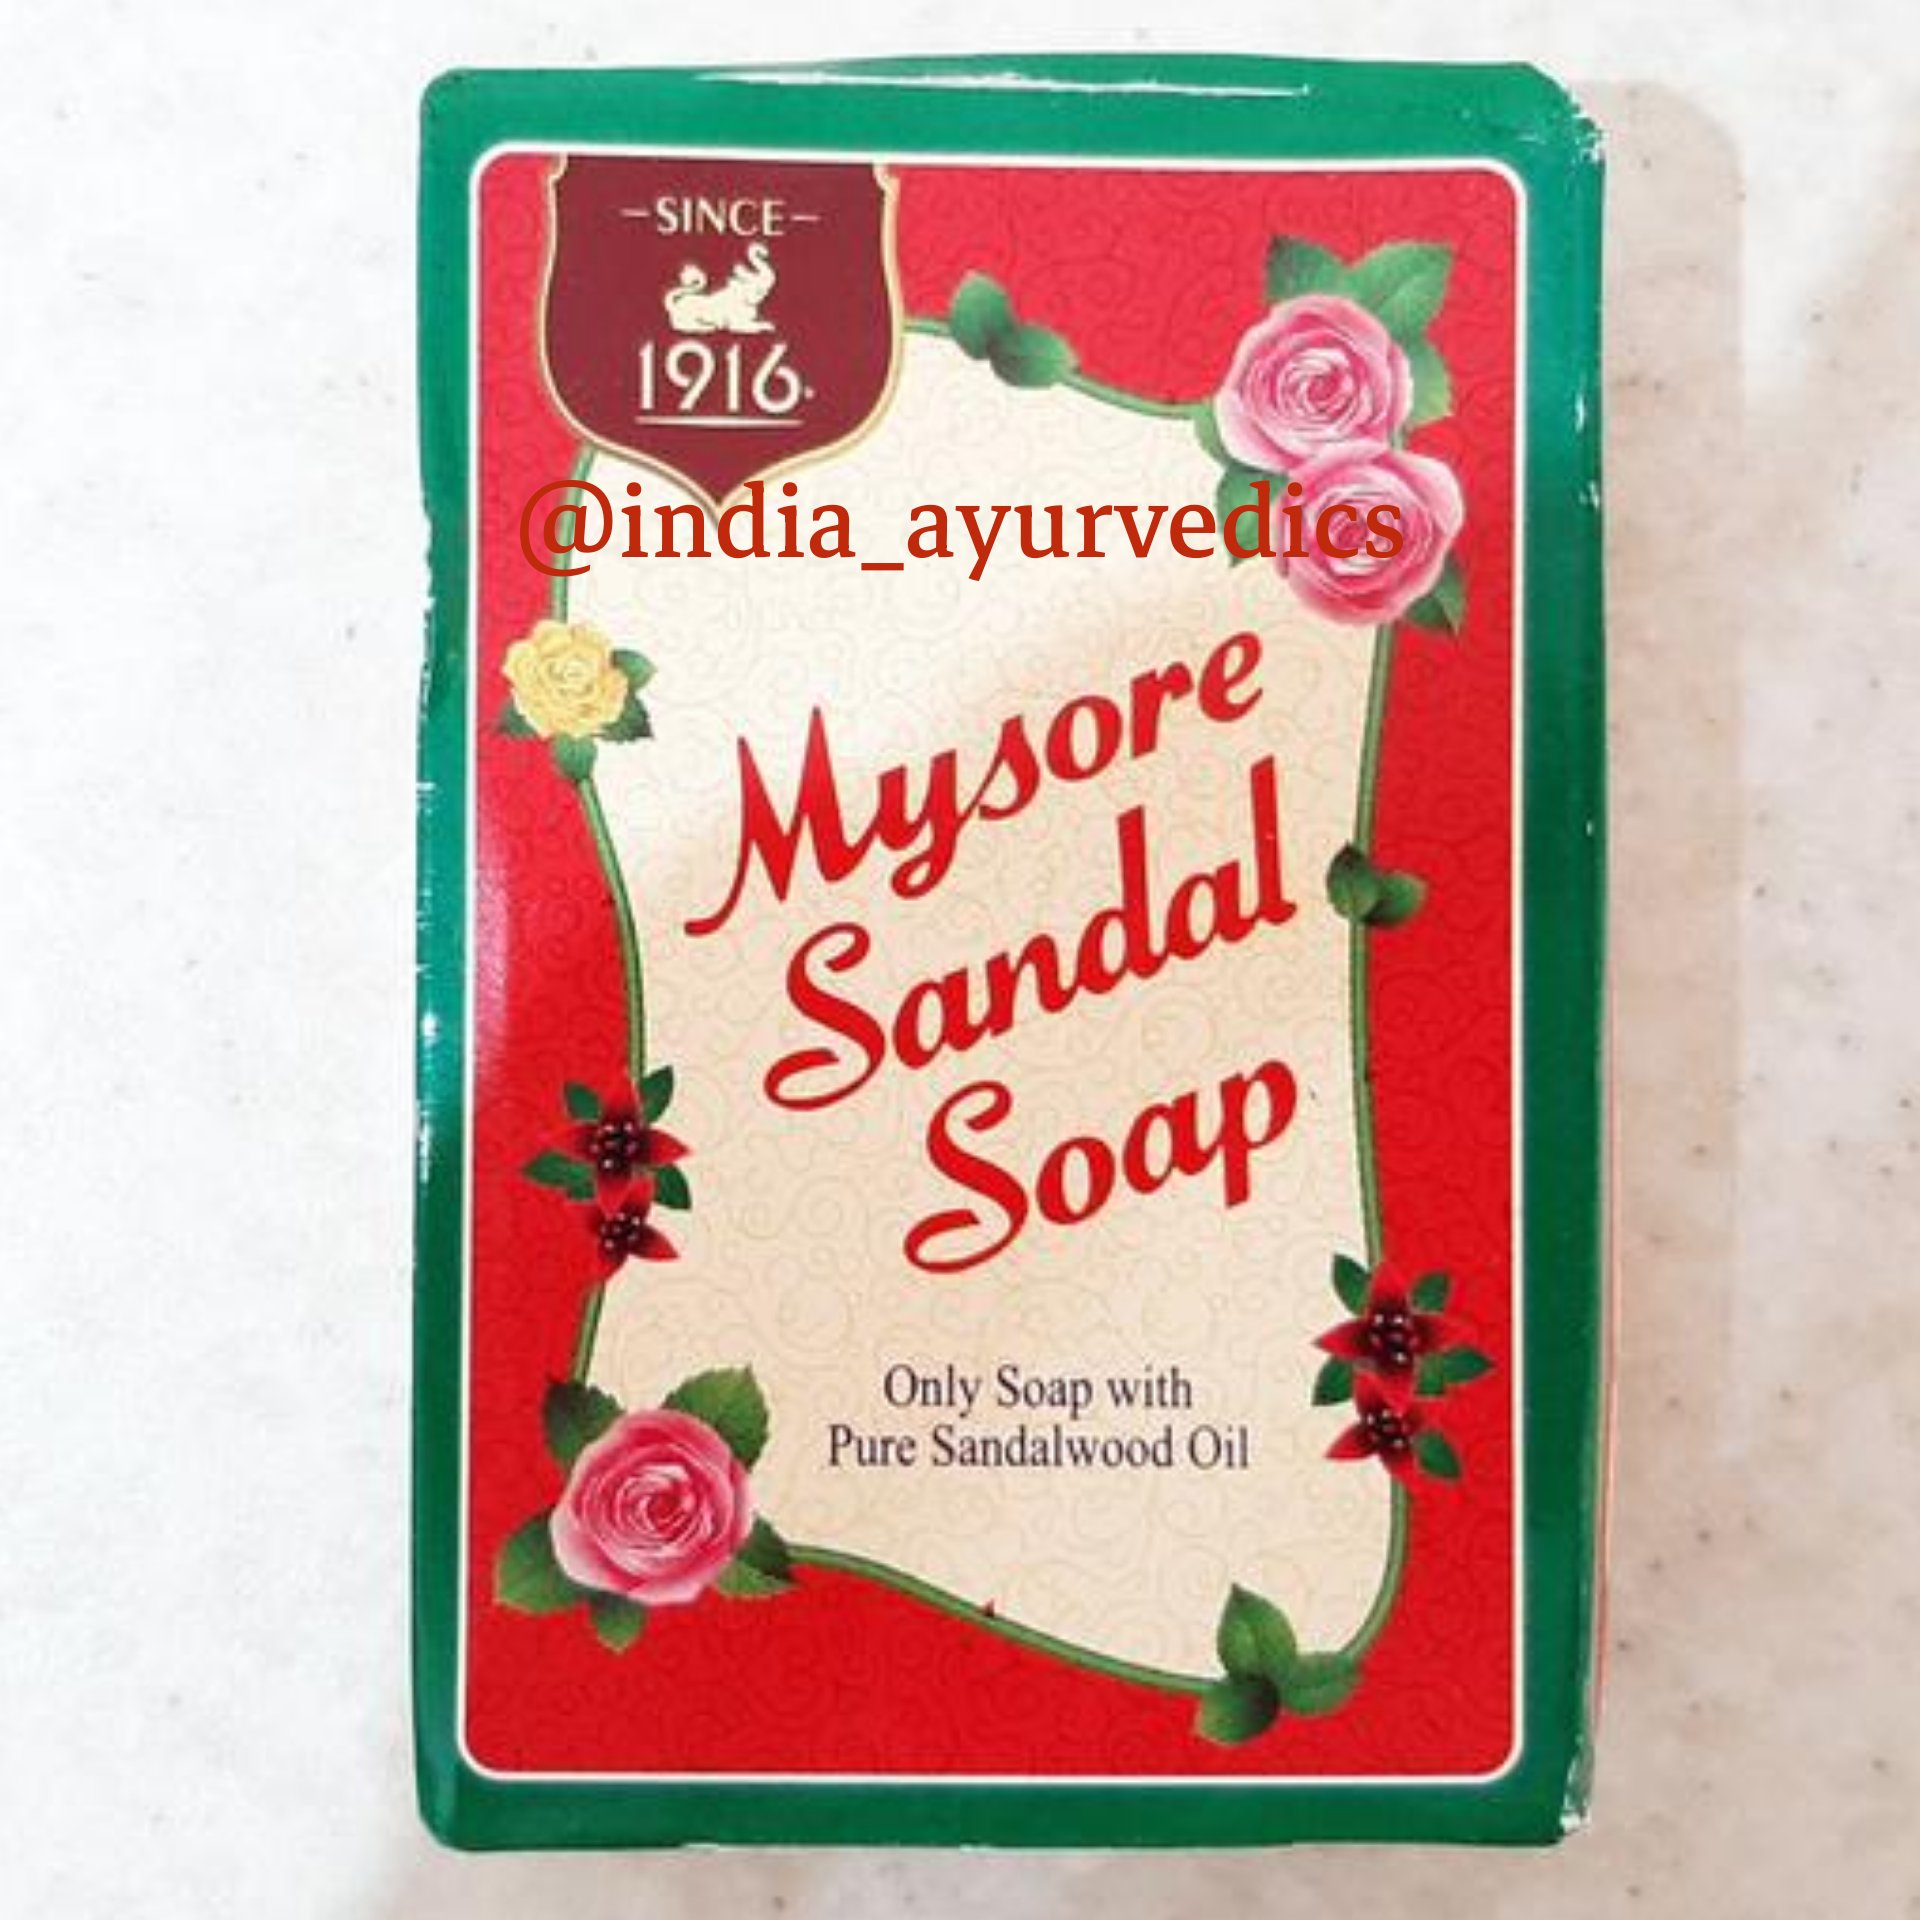 -SINCE-
1916
@india_ayurvedics
Mysore
Sandal
Soap
Only Soap with
Pure Sandalwood Oil